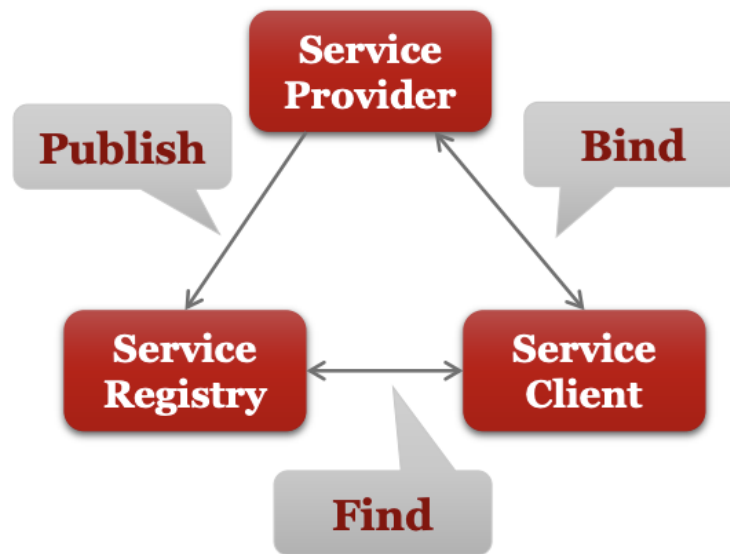 Service
Provider
Publish
Bind
Service
Registry
Service
Client
Find